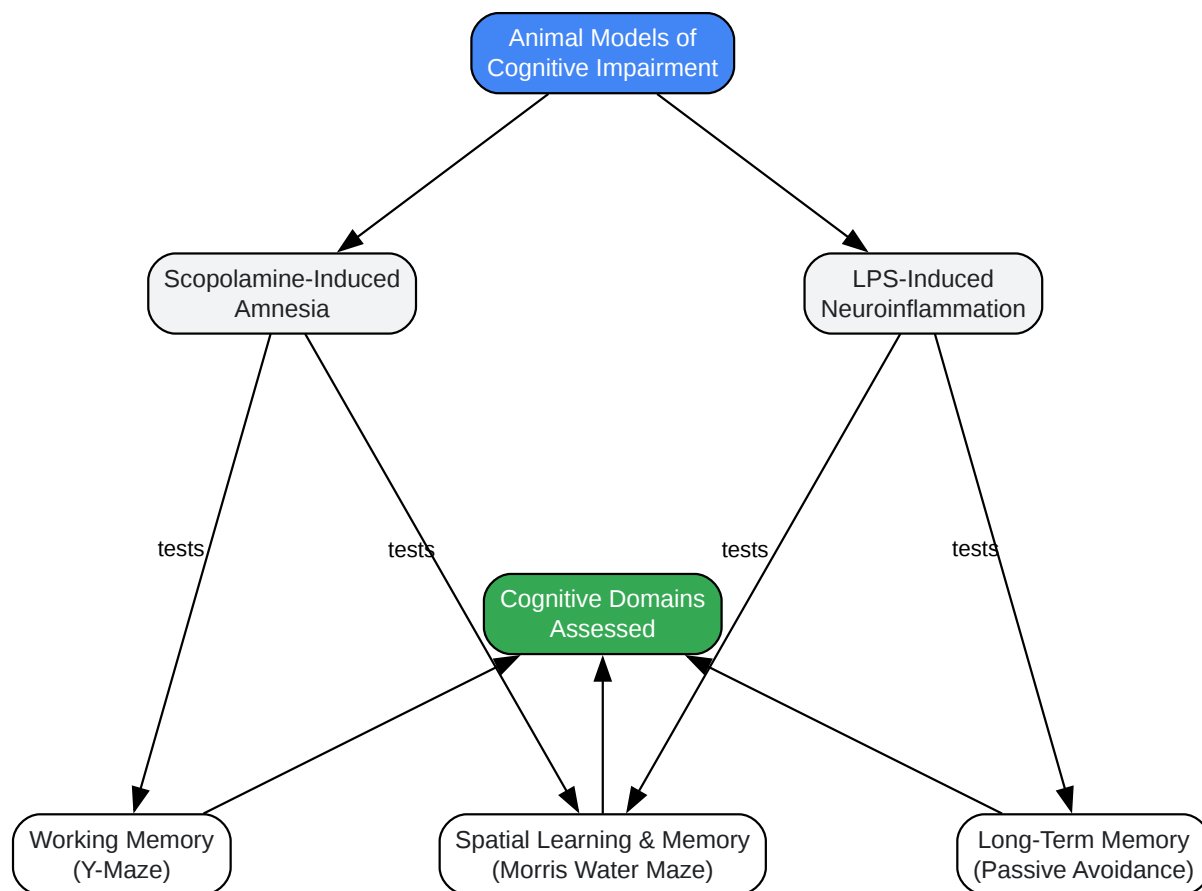 Animal Models of
Cognitive Impairment
Scopolamine-Induced
Amnesia
LPS-Induced
Neuroinflammation
tests
tests
tests
tests
Cognitive Domains
Assessed
Working Memory
(Y-Maze)
Spatial Learning & Memory
(Morris Water Maze)
Long-Term Memory
(Passive Avoidance)